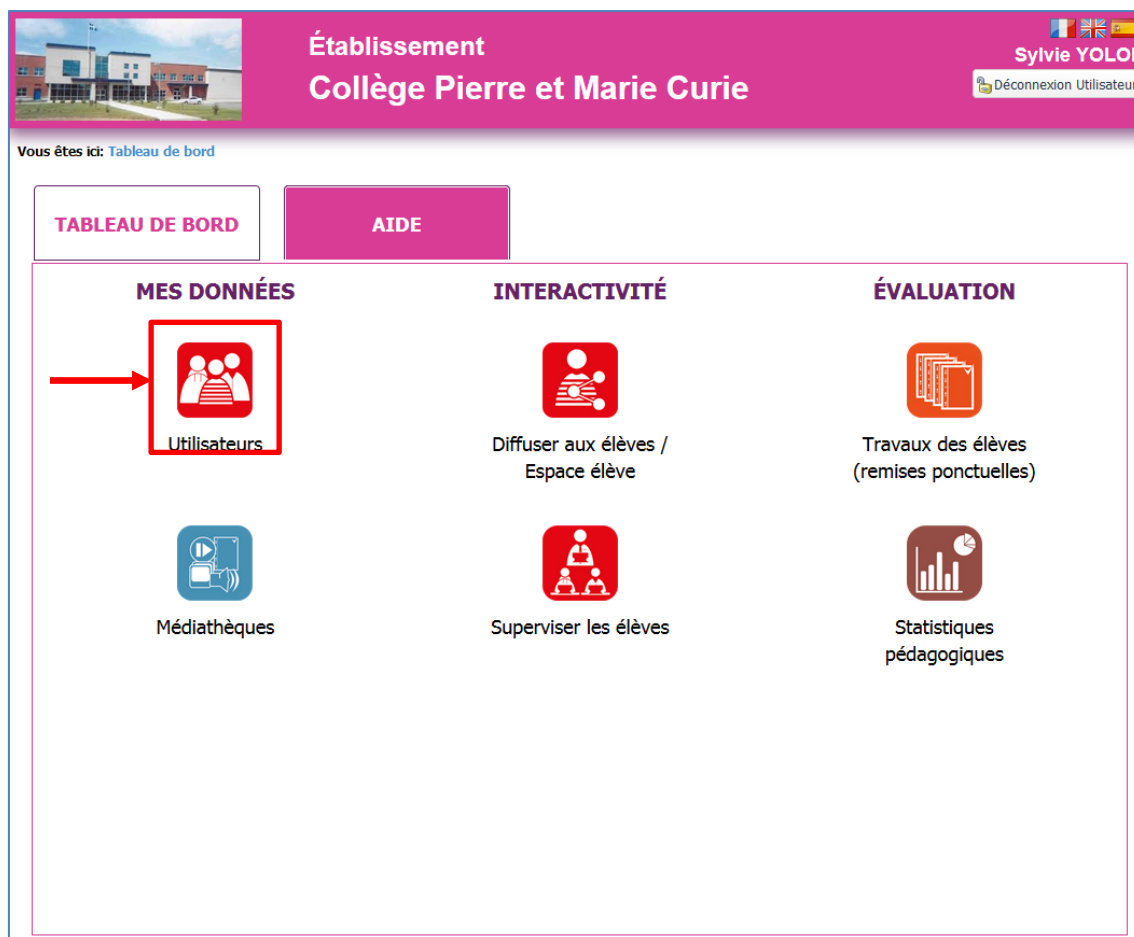 Établissement
Collège Pierre et Marie Curie
Sylvie
Déconnexion Utilisateur
Vous êtes ici: Tableau de bord
TABLEAU DE BORD
AIDE
MES DONNÉES
INTERACTIVITÉ
ÉVALUATION
Utilisateurs
Diffuser aux élèves /
Espace élève
Travaux des élèves
(remises ponctuelles)
Médiathèques
Superviser les élèves
Statistiques
pédagogiques